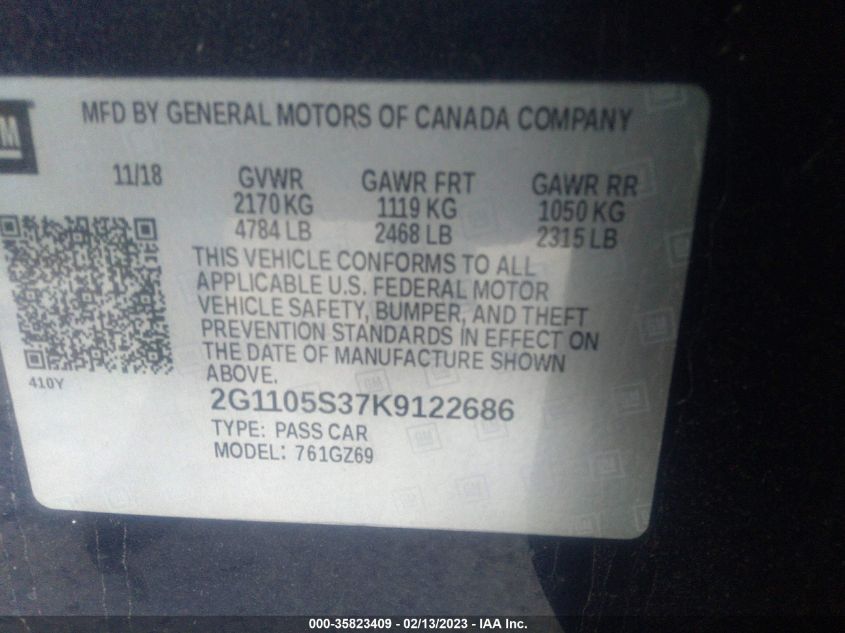 MFD BY GENERAL MOTORS OF CANADA COMPANY
11/18 GVWR GAWR FRT GAWR RR
2170 KG 1119 KG 1050 KG
4784 LB 2468 LB 2315 LB
THIS VEHICLE CONFORMS TO ALL
APPLICABLE U.S. FEDERAL MOTOR
VEHICLE SAFETY, BUMPER, AND THEFT
PREVENTION STANDARDS IN EFFECT ON
THE DATE OF MANUFACTURE SHOWN
ABOVE.
410Y
2G1105S37K9122686
TYPE: PASS CAR
MODEL: 761GZ69
000-35823409 - 02/13/2023 - IAA Inc.